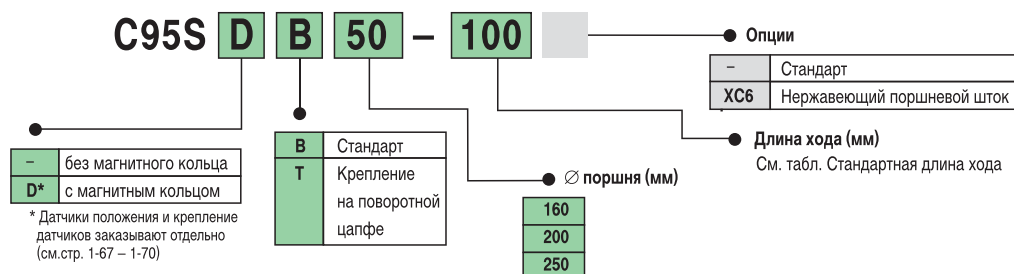 C95S D B 50 – 100
Опции
– Стандарт
XC6 Нержавеющий поршневой шток
Длина хода (мм)
См. табл. Стандартная длина хода
∅ поршня (мм)
160
200
250
B Стандарт
T Крепление
на поворотной
цапфе
– без магнитного кольца
D* с магнитным кольцом
* Датчики положения и крепление
датчиков заказывают отдельно
(см.стр. 1-67 – 1-70)